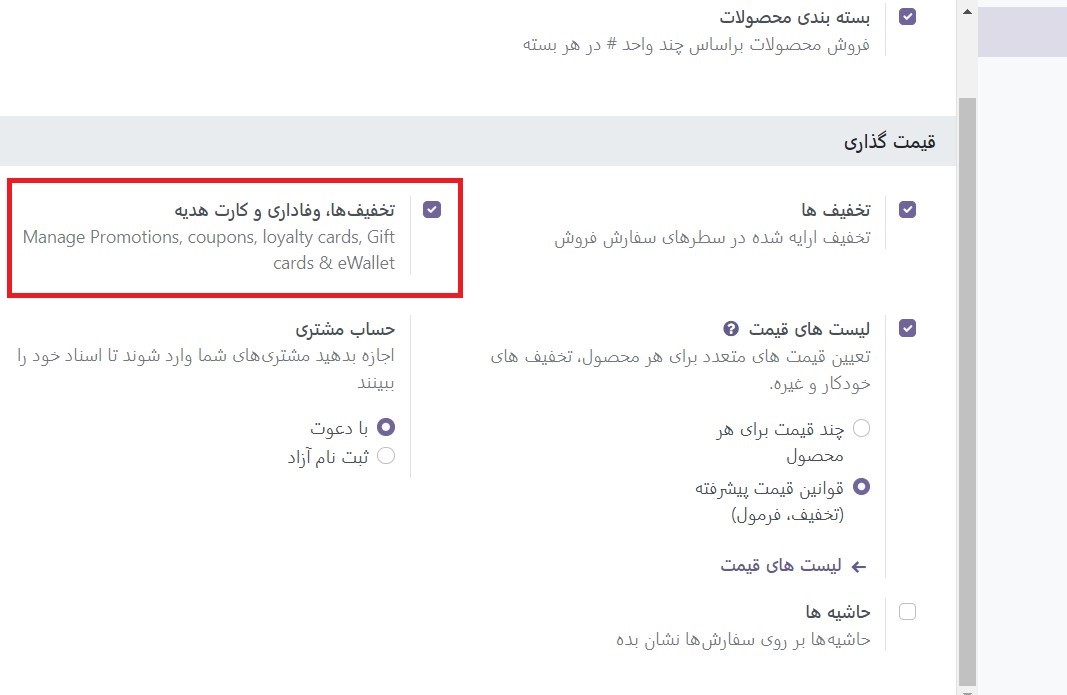 بسته بندی محصولات
فروش محصولات براساس چند واحد # در هر بسته
قیمت گذاری
تخفیف ها
تخفیف ارایه شده در سطرهای سفارش فروش
تخفیف‌ها، وفاداری و کارت هدیه
Manage Promotions, coupons, loyalty cards, Gift
cards & eWallet
لیست های قیمت ?
تعیین قیمت های متعدد برای هر محصول، تخفیف های
خودکار و غیره.
چند قیمت برای هر
محصول
قوانین قیمت پیشرفته
(تخفیف، فرمول)
← لیست های قیمت
حساب مشتری
اجازه بدهید مشتری‌های شما وارد شوند تا اسناد خود را
ببینند
با دعوت
ثبت نام آزاد
حاشیه ها
حاشیه‌ها بر روی سفارش‌ها نشان بده